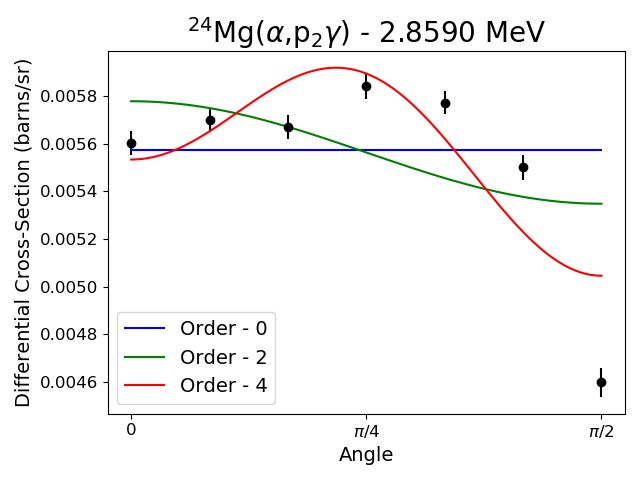 ²⁴Mg(α,p₂γ) - 2.8590 MeV
Differential Cross-Section (barns/sr)
0.0058
0.0056
0.0054
0.0052
0.0050
0.0048
0.0046
Order - 0
Order - 2
Order - 4
0 π/4 π/2
Angle